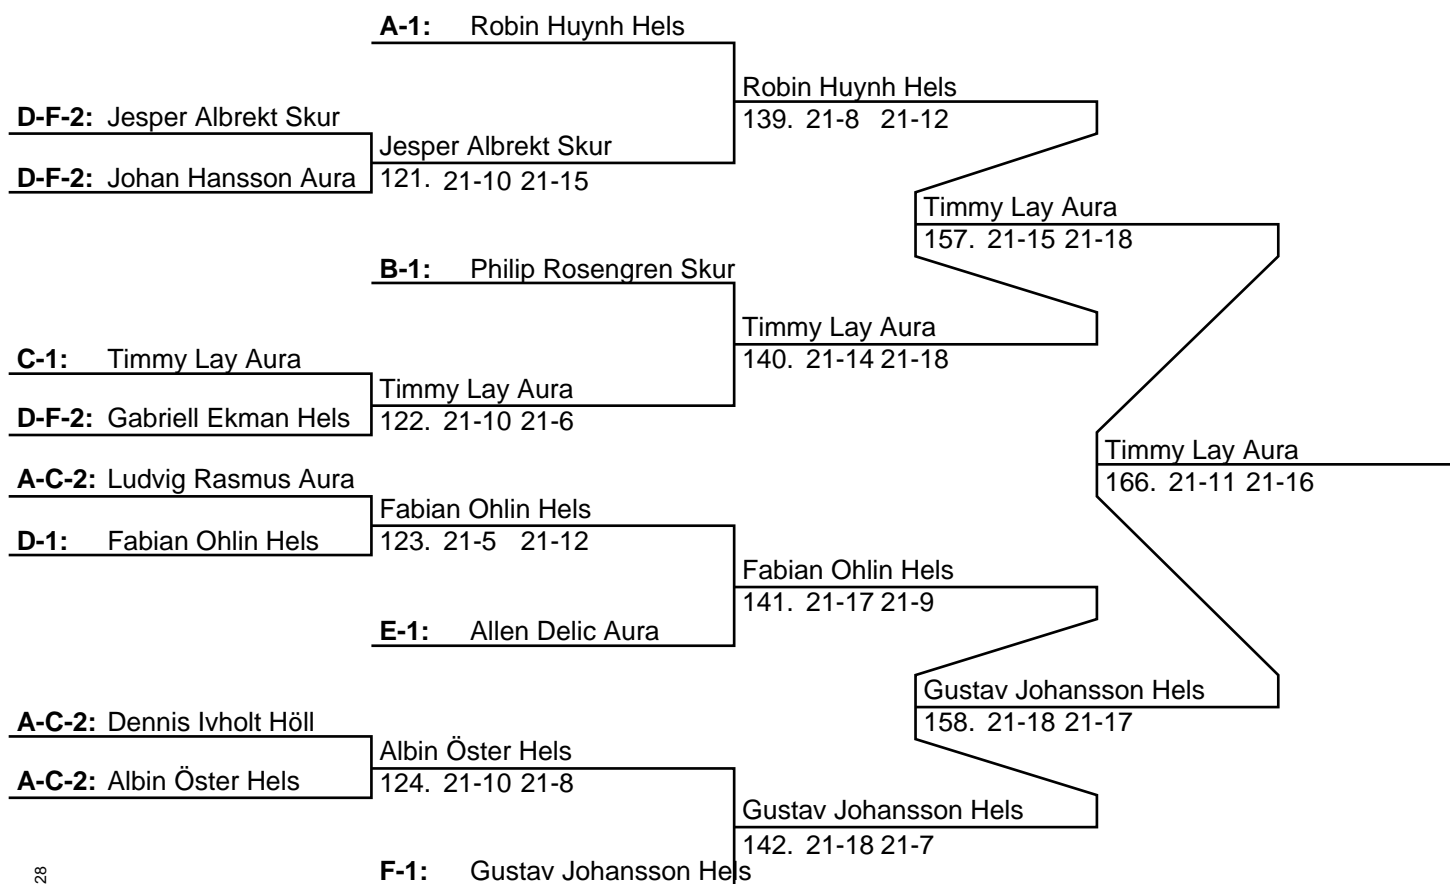 A-1: Robin Huynh Hels
Robin Huynh Hels
139. 21-8 21-12
D-F-2: Jesper Albrekt Skur
Jesper Albrekt Skur
D-F-2: Johan Hansson Aura
121. 21-10 21-15
Timmy Lay Aura
157. 21-15 21-18
B-1: Philip Rosengren Skur
Timmy Lay Aura
140. 21-14 21-18
C-1: Timmy Lay Aura
Timmy Lay Aura
D-F-2: Gabriell Ekman Hels
122. 21-10 21-6
Timmy Lay Aura
166. 21-11 21-16
A-C-2: Ludvig Rasmus Aura
Fabian Ohlin Hels
D-1: Fabian Ohlin Hels
123. 21-5 21-12
Fabian Ohlin Hels
141. 21-17 21-9
E-1: Allen Delic Aura
Gustav Johansson Hels
158. 21-18 21-17
A-C-2: Dennis Ivholt Höll
Albin Öster Hels
A-C-2: Albin Öster Hels
124. 21-10 21-8
Gustav Johansson Hels
142. 21-18 21-7
F-1: Gustav Johansson Hels
28